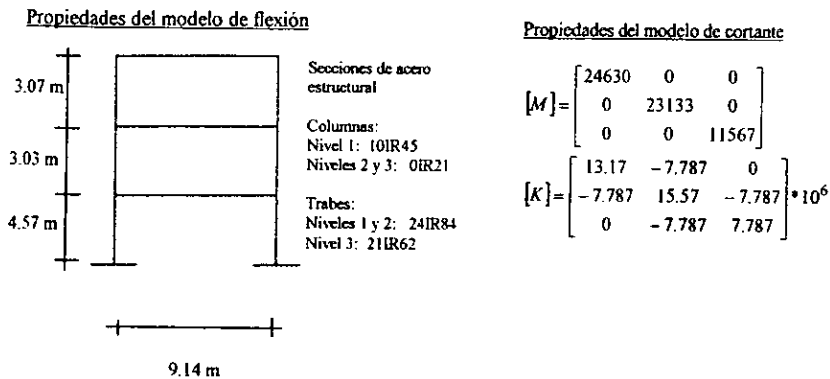 Propiedades del modelo de flexión
3.07 m
3.03 m
4.57 m
9.14 m
Secciones de acero
estructural
Columnas:
Nivel 1: 10IR45
Niveles 2 y 3: 0IR21
Trabes:
Niveles 1 y 2: 24IR84
Nivel 3: 21IR62
Propiedades del modelo de cortante
[M]=
24630 0 0
0 23133 0
0 0 11567
[K]=
13.17 -7.787 0
-7.787 15.57 -7.787
0 -7.787 7.787
*10^6